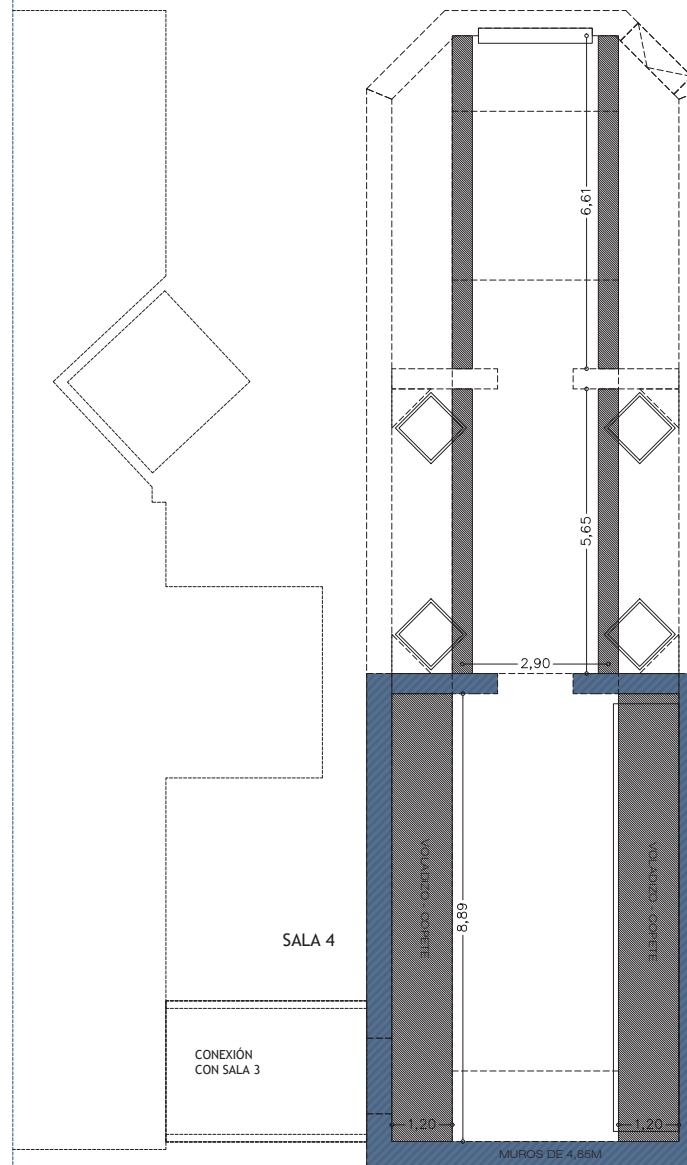 6,61
5,65
2,90
VOLADIZO - COPETE
VOLADIZO - COPETE
8,89
SALA 4
CONEXIÓN
CON SALA 3
1,20
1,20
MUROS DE 4,85M